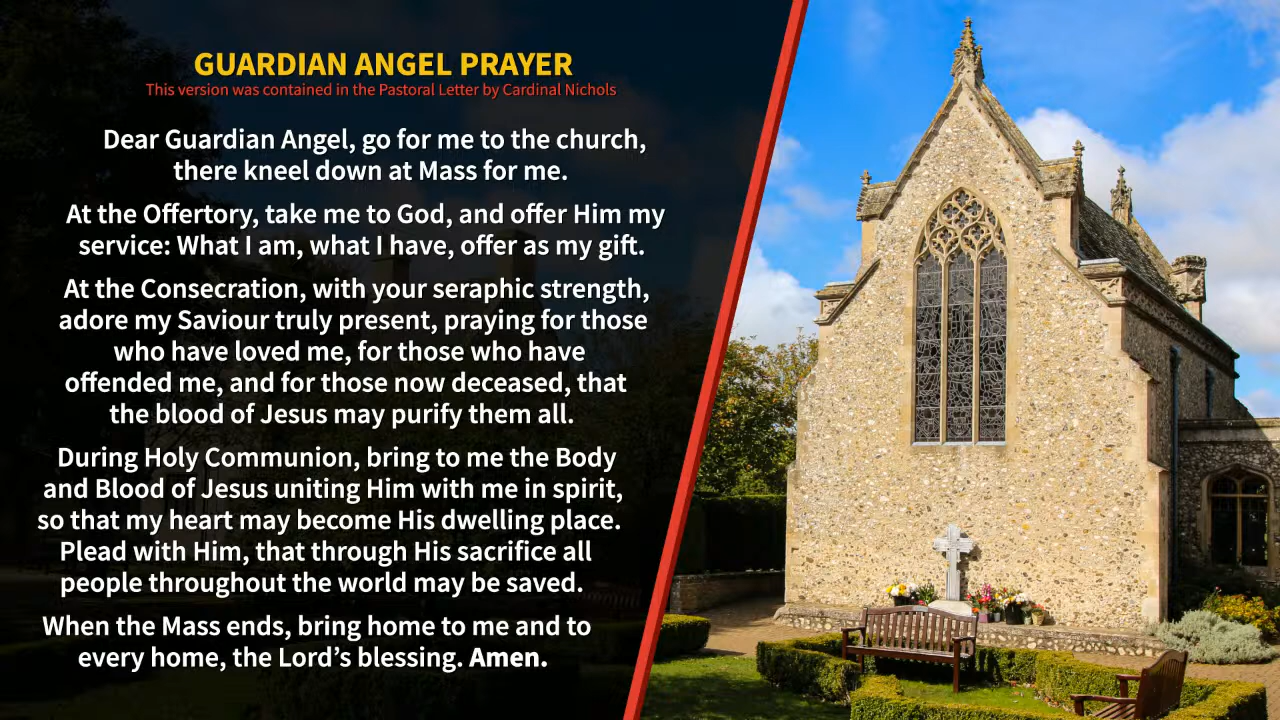 GUARDIAN ANGEL PRAYER
This version was contained in the Pastoral Letter by Cardinal Nichols
Dear Guardian Angel, go for me to the church,
there kneel down at Mass for me.
At the Offertory, take me to God, and offer Him my
service: What I am, what I have, offer as my gift.
At the Consecration, with your seraphic strength,
adore my Saviour truly present, praying for those
who have loved me, for those who have
offended me, and for those now deceased, that
the blood of Jesus may purify them all.
During Holy Communion, bring to me the Body
and Blood of Jesus uniting Him with me in spirit,
so that my heart may become His dwelling place.
Plead with Him, that through His sacrifice all
people throughout the world may be saved.
When the Mass ends, bring home to me and to
every home, the Lord’s blessing. Amen.